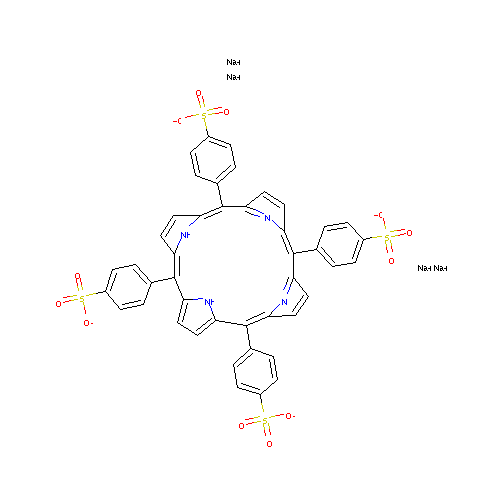 Na+
Na+
O
S O
-O
N
-O
NH S O
O
Na+ Na+
O
O S NH N
O-
O-
O S
O